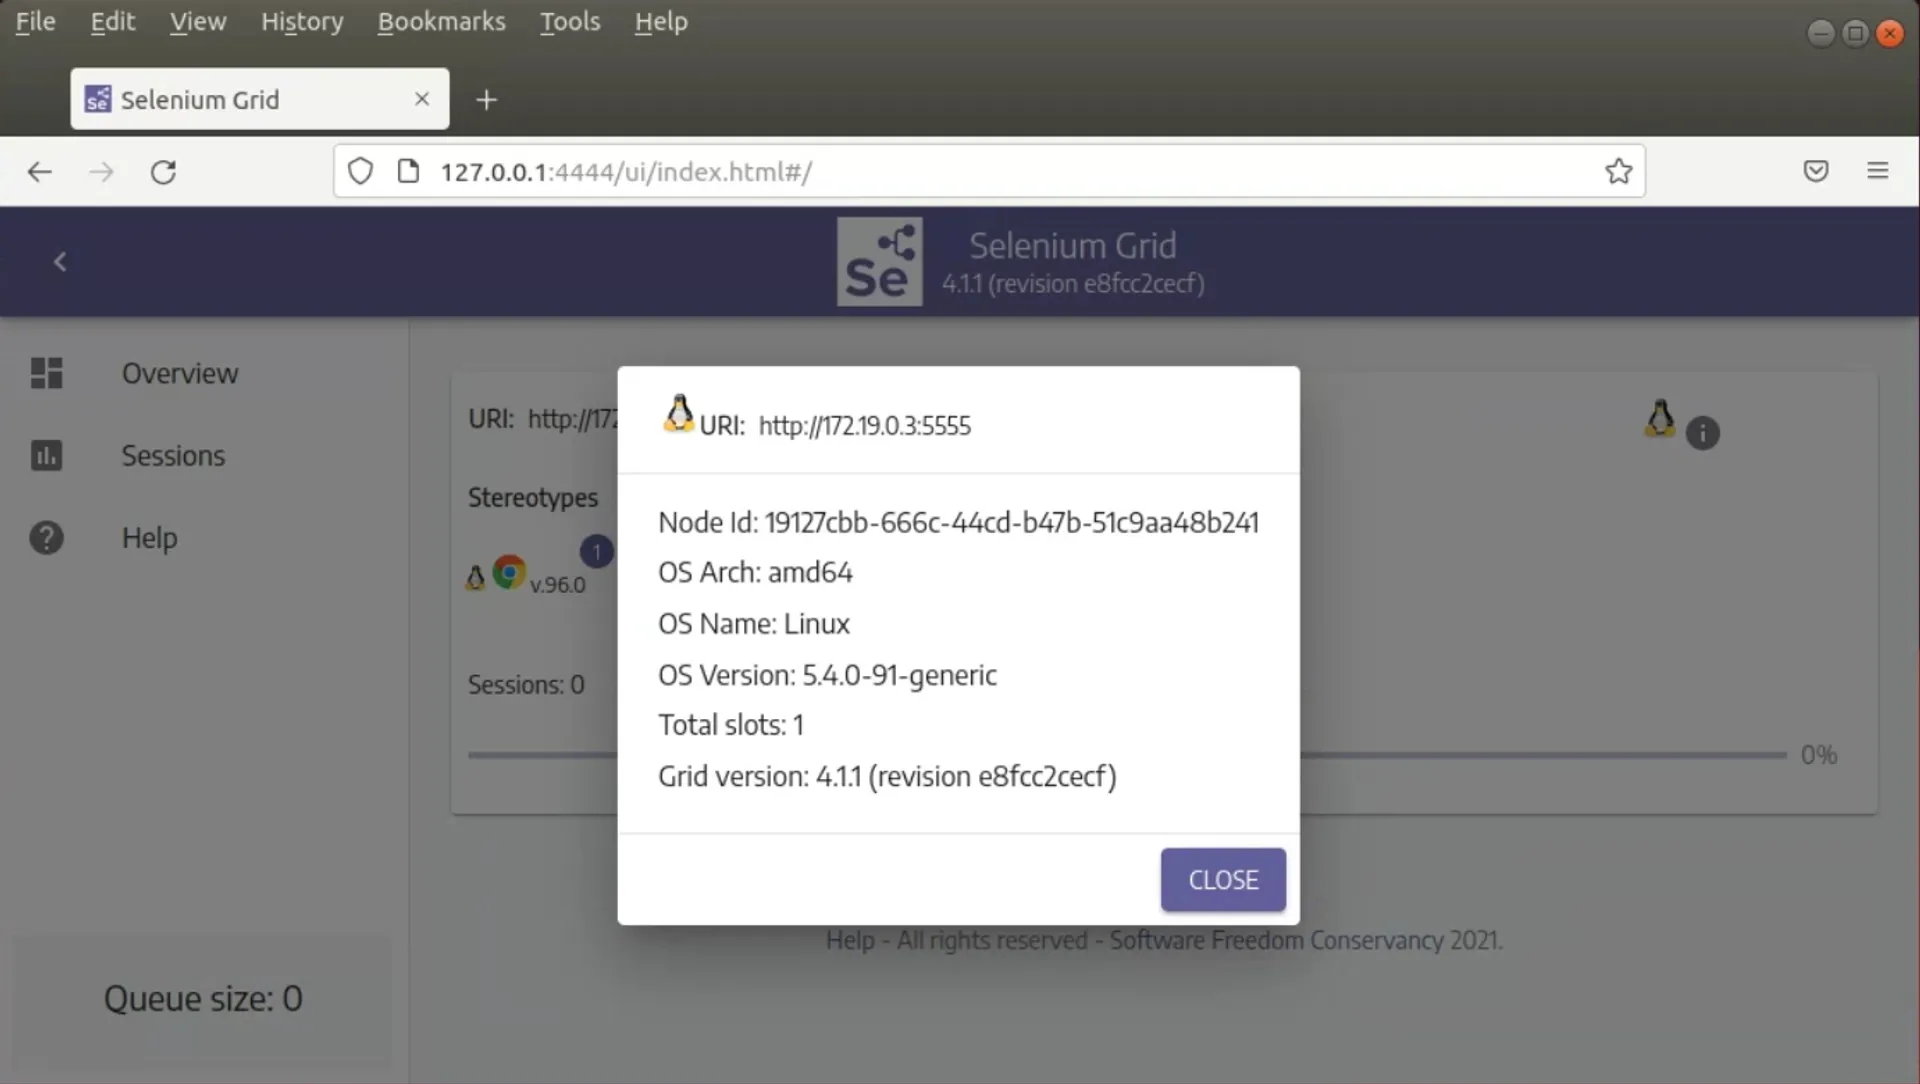 File Edit View History Bookmarks Tools Help
Se Selenium Grid
127.0.0.1:4444/ui/index.html#/
Se
Selenium Grid
4.1.1 (revision e8fcc2cecf)
Overview
Sessions
Help
Queue size: 0
URI: http://172
Stereotypes
1
v.96.0
Sessions: 0
0%
URI: http://172.19.0.3:5555
Node Id: 19127cbb-666c-44cd-b47b-51c9aa48b241
OS Arch: amd64
OS Name: Linux
OS Version: 5.4.0-91-generic
Total slots: 1
Grid version: 4.1.1 (revision e8fcc2cecf)
CLOSE
Help - All rights reserved - Software Freedom Conservancy 2021.